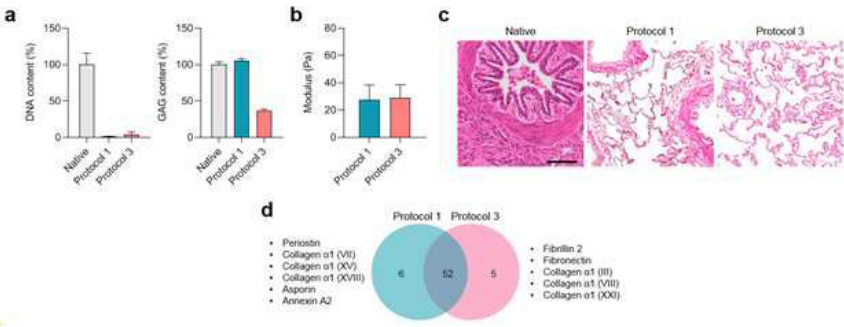 a
DNA content (%)
150
100
50
0
Native
Protocol 1
Protocol 3
GAG content (%)
150
100
50
0
Native
Protocol 1
Protocol 3
b
Modulus (Pa)
80
60
40
20
0
Protocol 1
Protocol 3
c
Native
Protocol 1
Protocol 3
d
Protocol 1
Protocol 3
• Periostin
• Collagen α1 (VII)
• Collagen α1 (XV)
• Collagen α1 (XVIII)
• Asporin
• Annexin A2
6
52
5
• Fibrillin 2
• Fibronectin
• Collagen α1 (III)
• Collagen α1 (VIII)
• Collagen α1 (XXI)